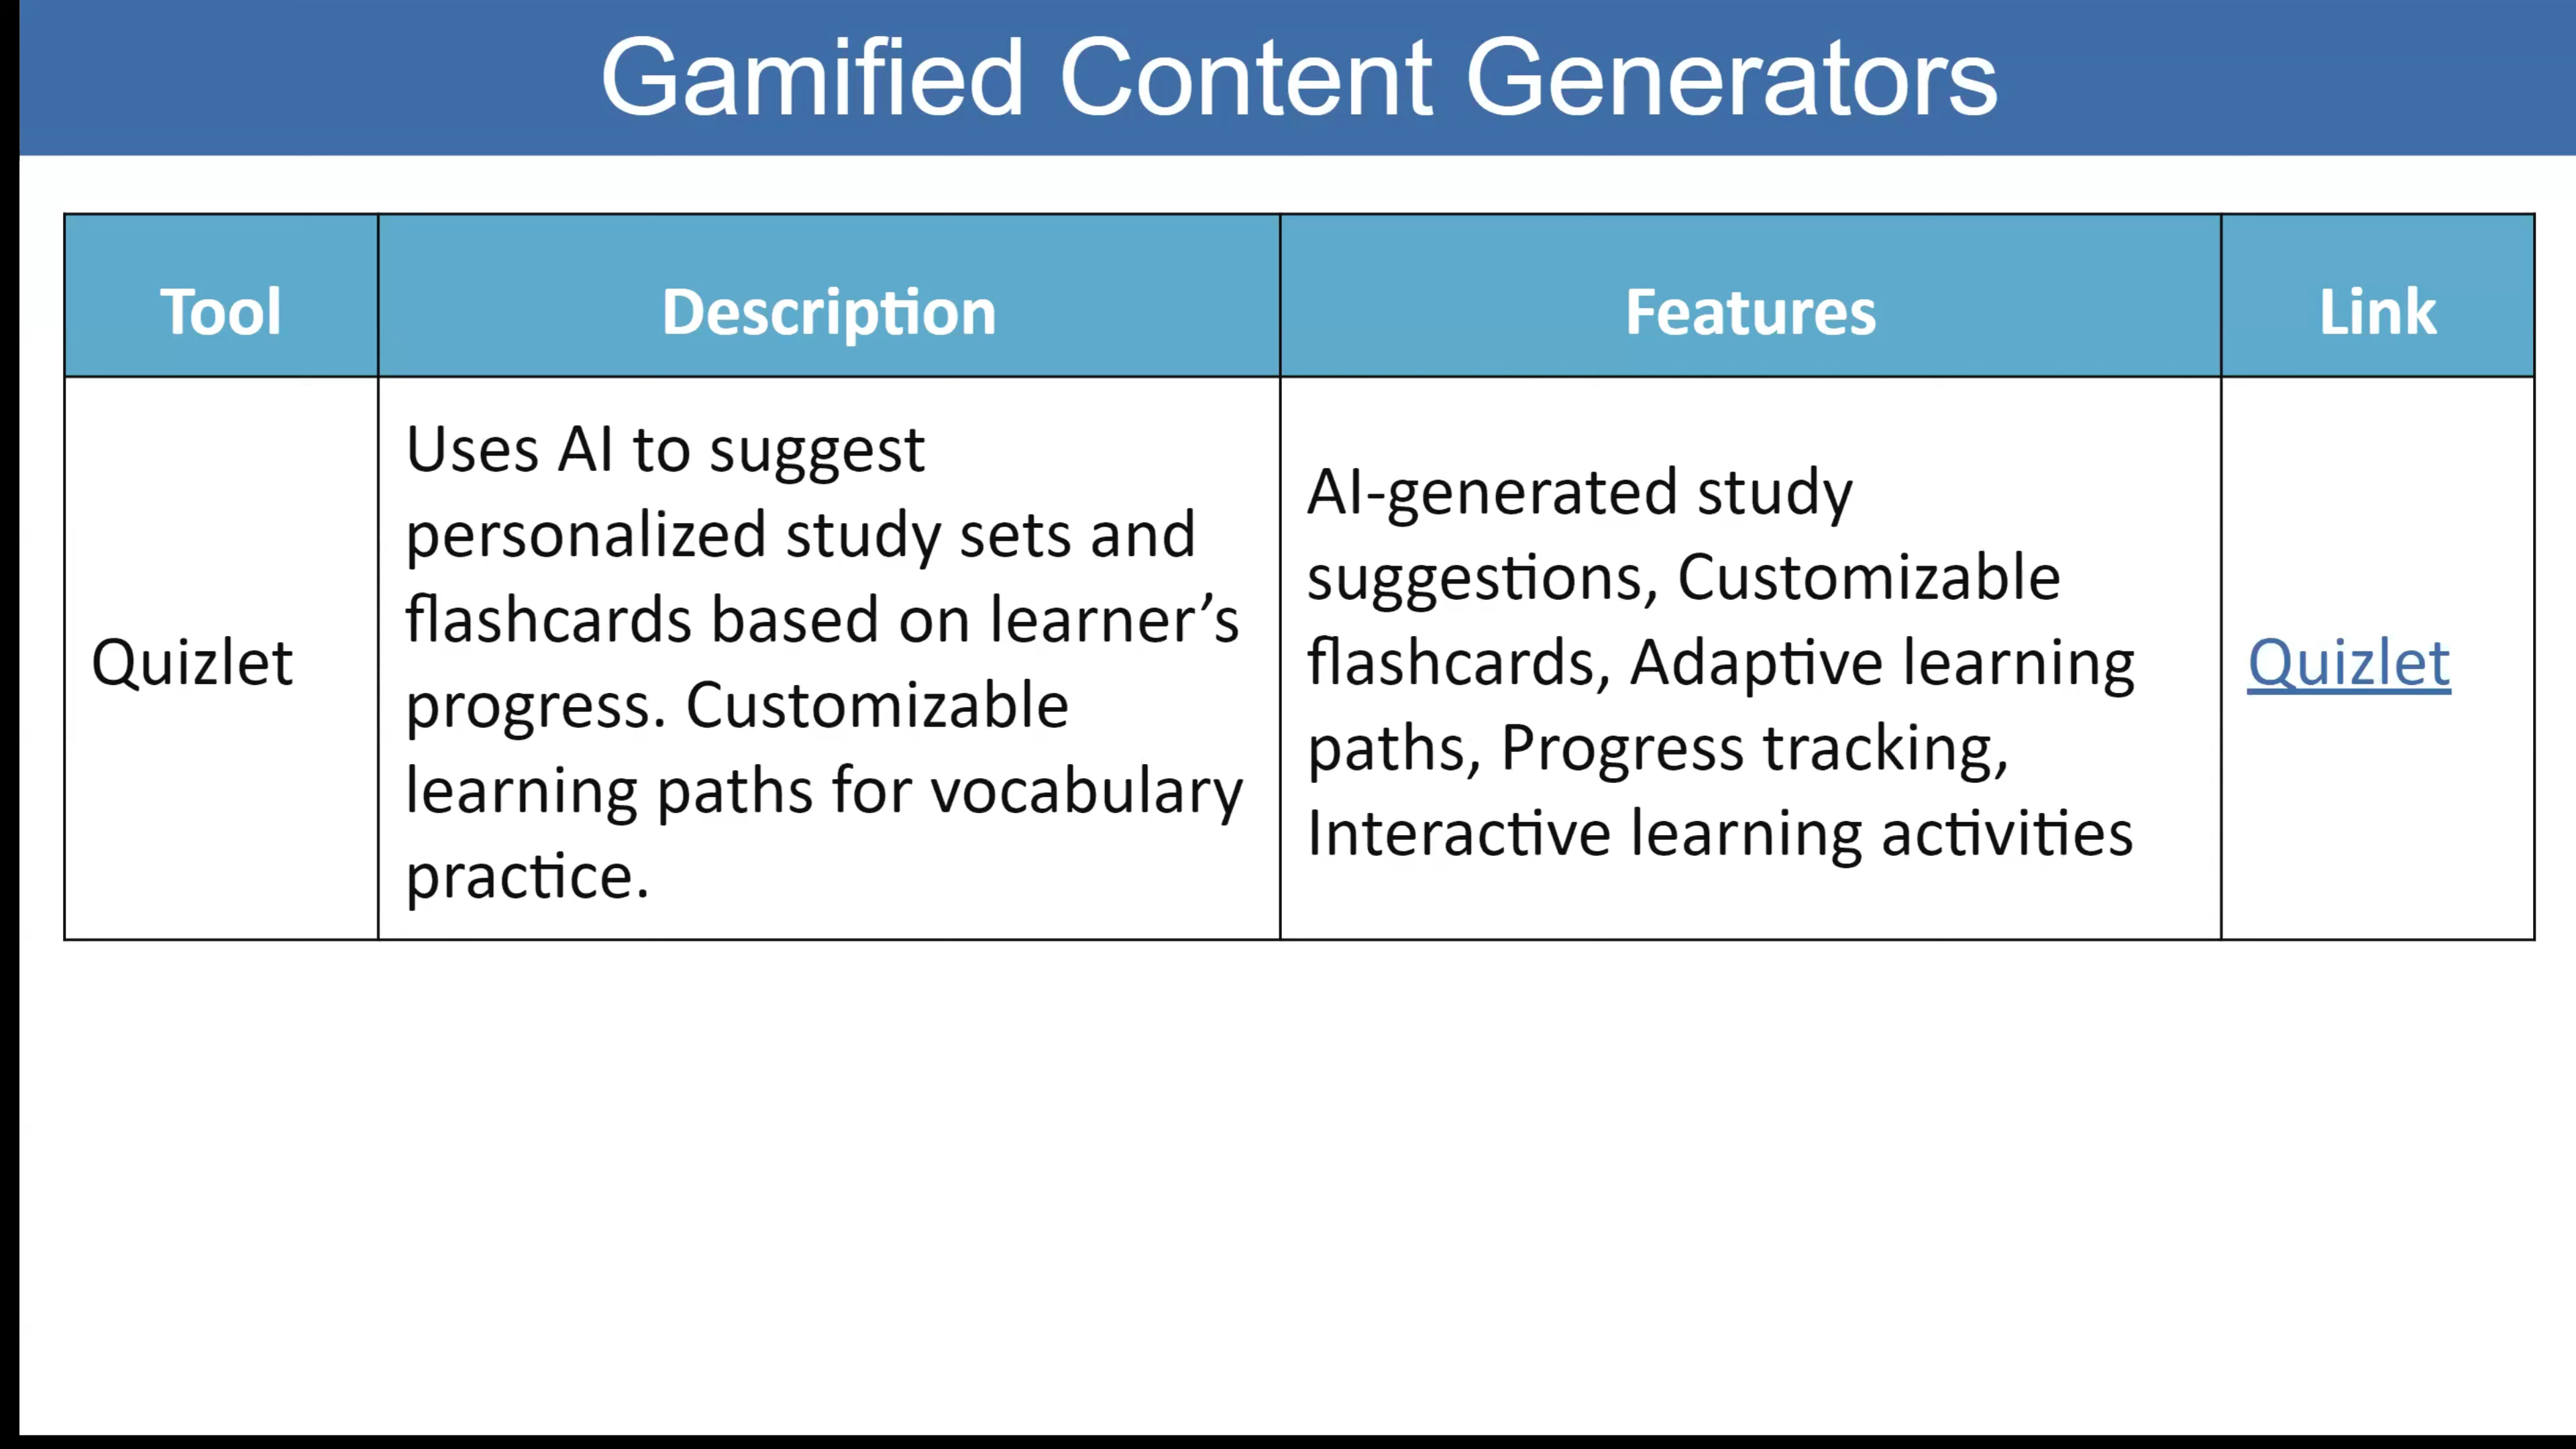 Gamified Content Generators
Tool
Description
Features
Link
Quizlet
Uses AI to suggest
personalized study sets and
flashcards based on learner’s
progress. Customizable
learning paths for vocabulary
practice.
AI-generated study
suggestions, Customizable
flashcards, Adaptive learning
paths, Progress tracking,
Interactive learning activities
Quizlet